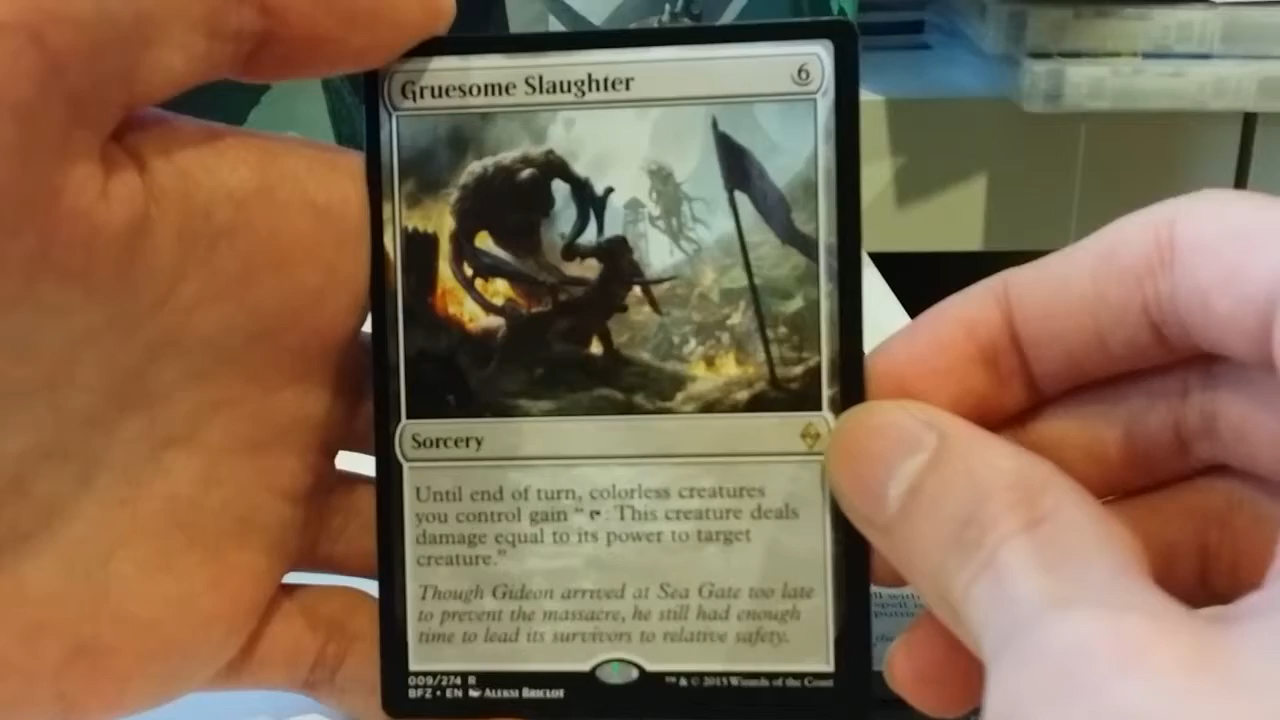 Gruesome Slaughter 6
Sorcery
Until end of turn, colorless creatures
you control gain “ : This creature deals
damage equal to its power to target
creature.”
Though Gideon arrived at Sea Gate too late
to prevent the massacre, he still had enough
time to lead its survivors to relative safety.
009/274 R
BFZ • EN Aleksi Briclot
™ & © 2015 Wizards of the Coast